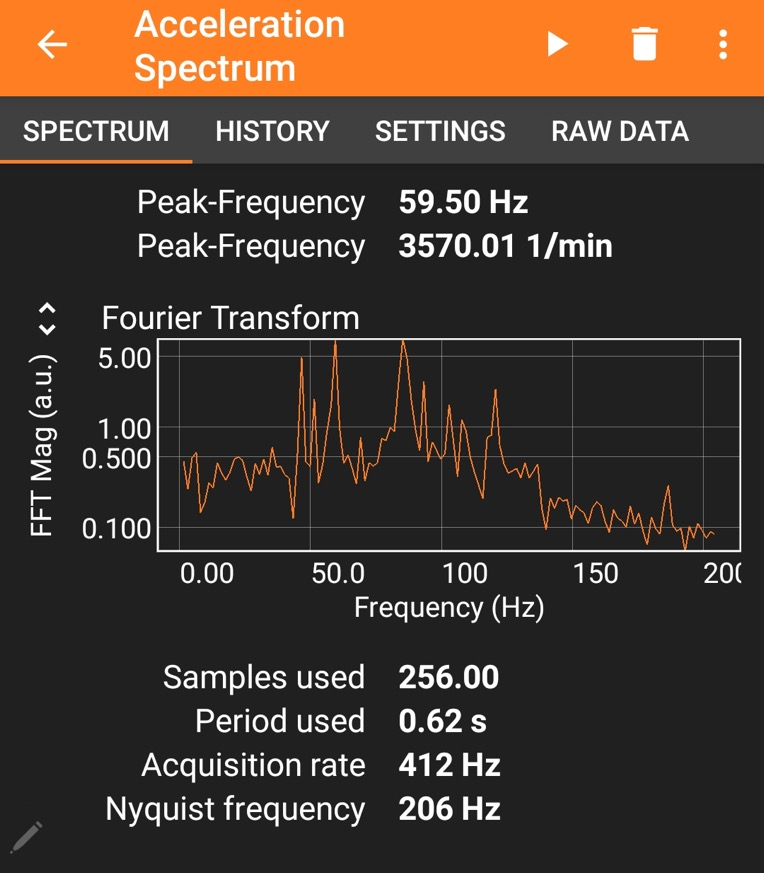 Acceleration
Spectrum
SPECTRUM HISTORY SETTINGS RAW DATA
Peak-Frequency 59.50 Hz
Peak-Frequency 3570.01 1/min
Fourier Transform
FFT Mag (a.u.)
5.00
1.00
0.500
0.100
0.00 50.0 100 150 200
Frequency (Hz)
Samples used 256.00
Period used 0.62 s
Acquisition rate 412 Hz
Nyquist frequency 206 Hz